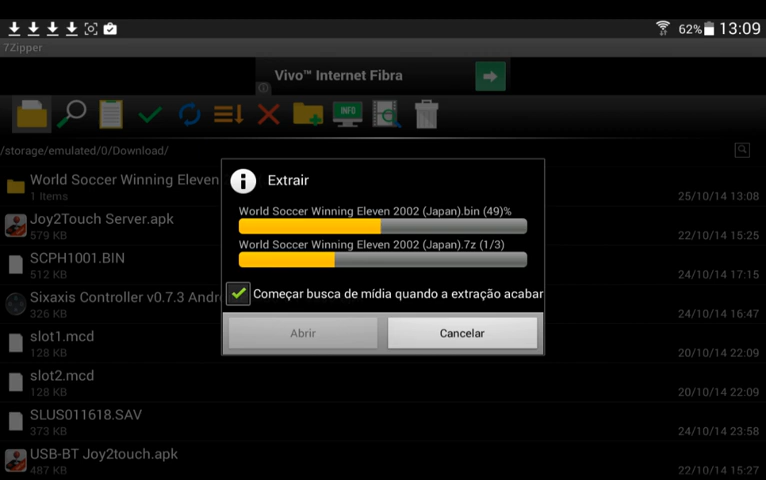 62% 13:09
7Zipper
Vivo™ Internet Fibra
INFO
/storage/emulated/0/Download/
World Soccer Winning Eleven
1 Items
25/10/14 13:08
Joy2Touch Server.apk
579 KB
22/10/14 15:25
SCPH1001.BIN
512 KB
24/10/14 17:15
Sixaxis Controller v0.7.3 Andr
326 KB
24/10/14 16:47
slot1.mcd
128 KB
20/10/14 22:09
slot2.mcd
128 KB
20/10/14 22:09
SLUS011618.SAV
373 KB
24/10/14 23:58
USB-BT Joy2touch.apk
487 KB
22/10/14 15:27
Extrair
World Soccer Winning Eleven 2002 (Japan).bin (49)%
World Soccer Winning Eleven 2002 (Japan).7z (1/3)
Começar busca de mídia quando a extração acabar
Abrir
Cancelar